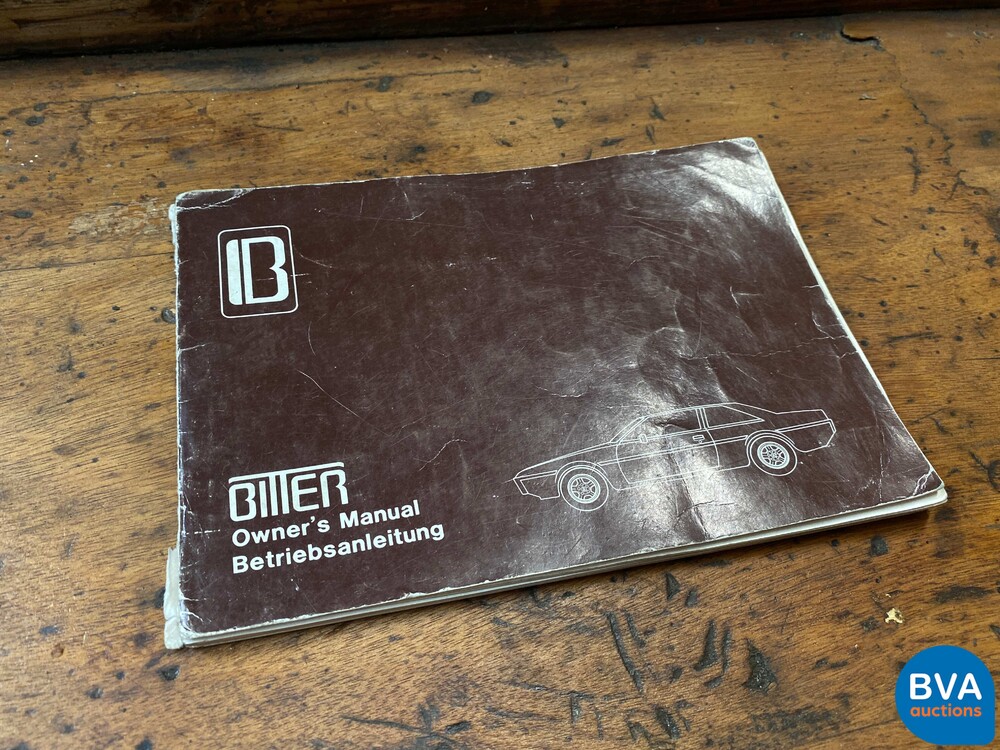 B
BITTER
Owner's Manual
Betriebsanleitung
BVA
auctions